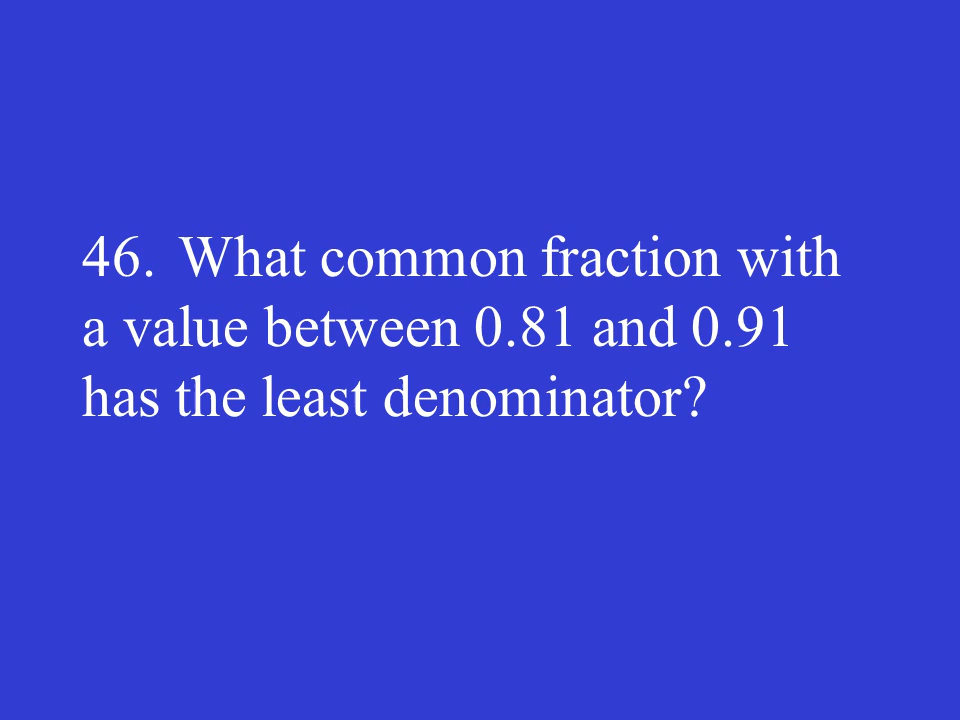 46. What common fraction with
a value between 0.81 and 0.91
has the least denominator?